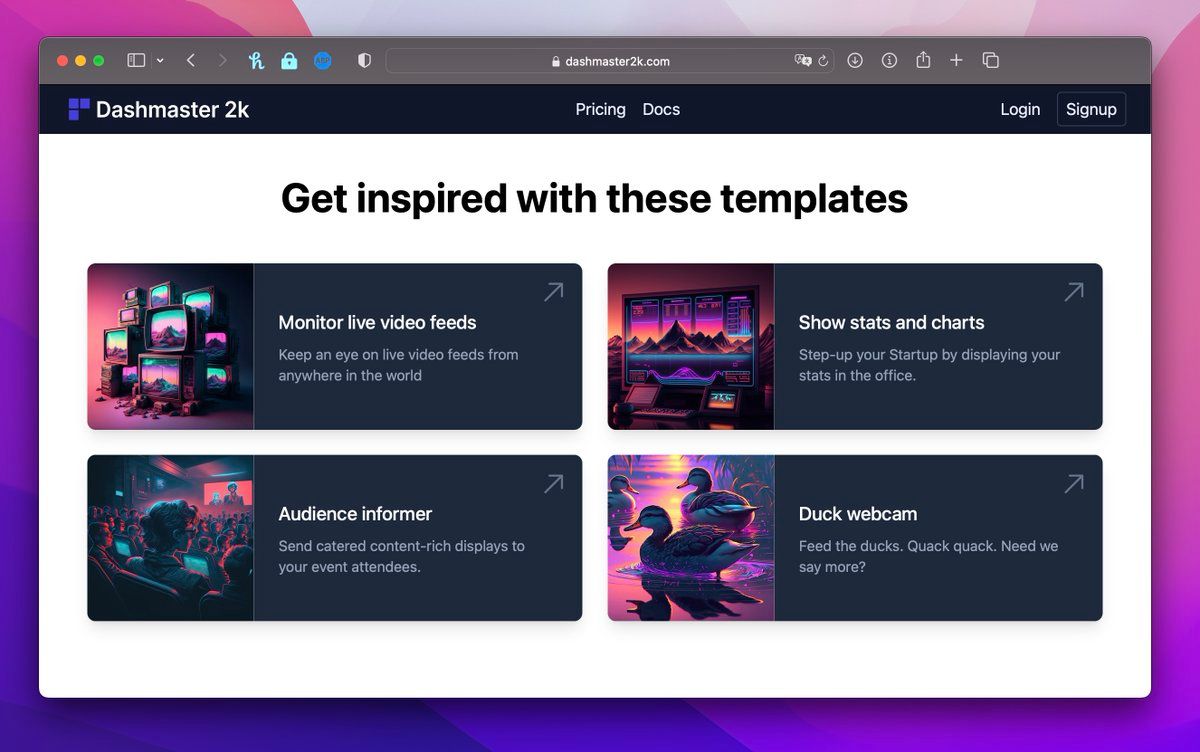 dashmaster2k.com
Dashmaster 2k
Pricing
Docs
Login
Signup
Get inspired with these templates
Monitor live video feeds
Keep an eye on live video feeds from
anywhere in the world
Show stats and charts
Step-up your Startup by displaying your
stats in the office.
Audience informer
Send catered content-rich displays to
your event attendees.
Duck webcam
Feed the ducks. Quack quack. Need we
say more?